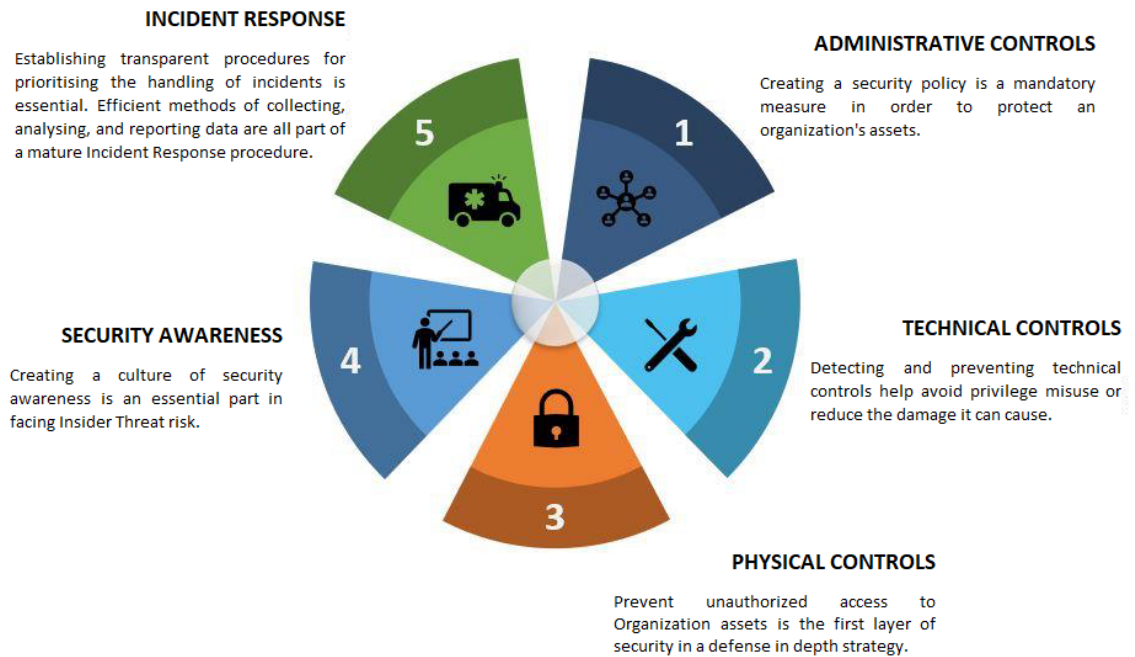 INCIDENT RESPONSE
Establishing transparent procedures for
prioritising the handling of incidents is
essential. Efficient methods of collecting,
analysing, and reporting data are all part of
a mature Incident Response procedure.
5
1
ADMINISTRATIVE CONTROLS
Creating a security policy is a mandatory
measure in order to protect an
organization's assets.
SECURITY AWARENESS
Creating a culture of security
awareness is an essential part in
facing Insider Threat risk.
4
2
TECHNICAL CONTROLS
Detecting and preventing technical
controls help avoid privilege misuse or
reduce the damage it can cause.
3
PHYSICAL CONTROLS
Prevent unauthorized access to
Organization assets is the first layer of
security in a defense in depth strategy.